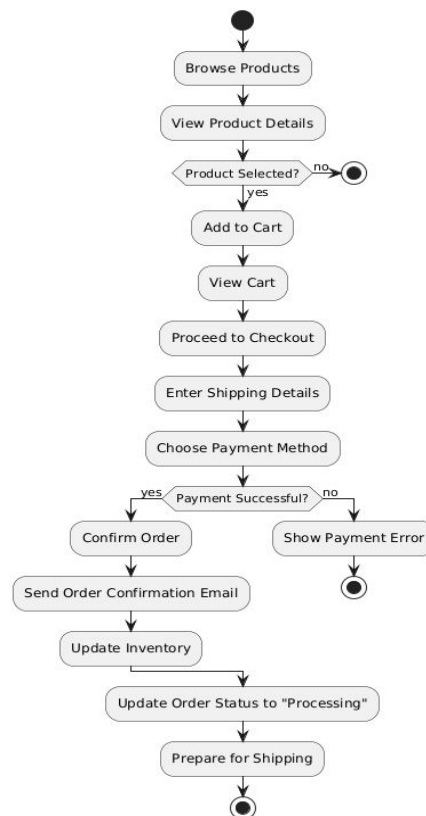 Browse Products
View Product Details
Product Selected?
no
yes
Add to Cart
View Cart
Proceed to Checkout
Enter Shipping Details
Choose Payment Method
yes
Payment Successful?
no
Confirm Order
Show Payment Error
Send Order Confirmation Email
Update Inventory
Update Order Status to "Processing"
Prepare for Shipping